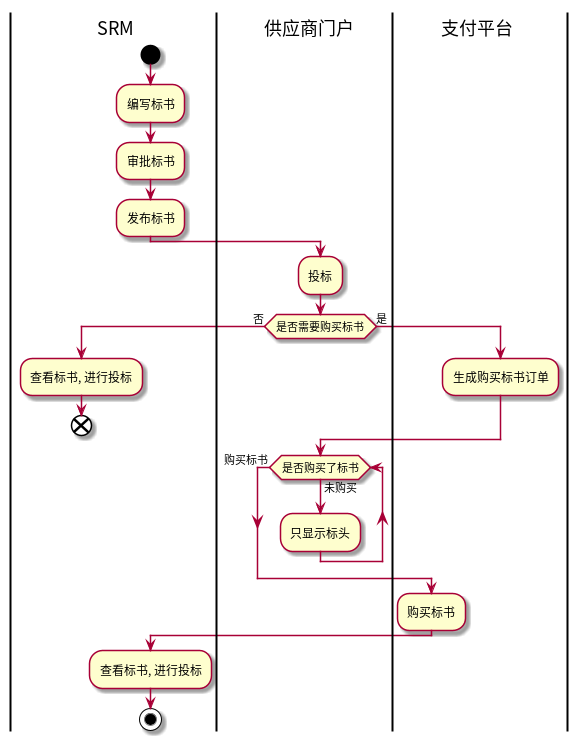 SRM
供应商门户
支付平台
编写标书
审批标书
发布标书
投标
否
是否需要购买标书
是
查看标书, 进行投标
生成购买标书订单
购买标书
是否购买了标书
未购买
只显示标头
购买标书
查看标书, 进行投标